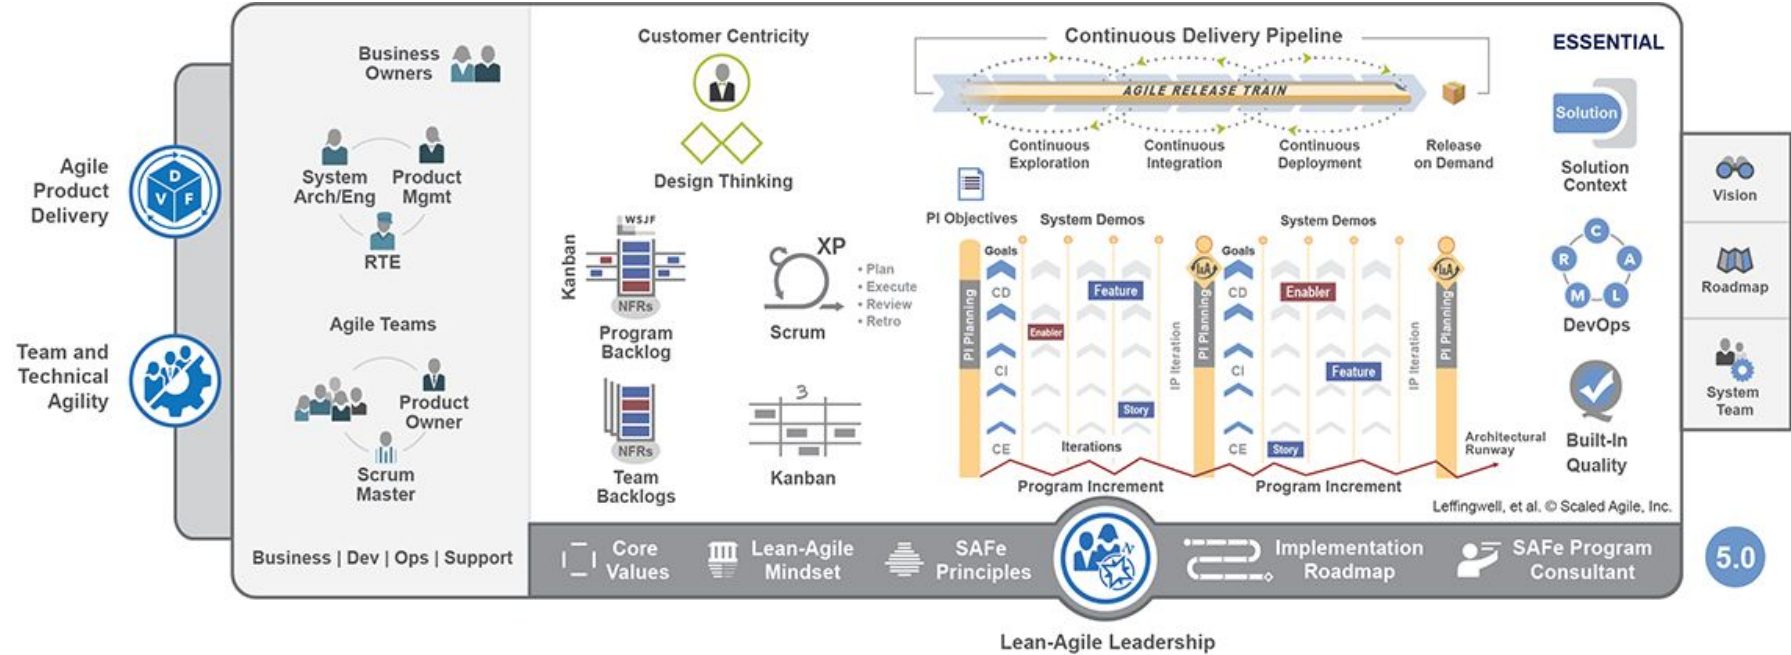 Agile
Product
Delivery
D
V F
Team and
Technical
Agility
Business
Owners
System
Arch/Eng
Product
Mgmt
RTE
Agile Teams
Product
Owner
Scrum
Master
Business | Dev | Ops | Support
Customer Centricity
Design Thinking
Kanban
WSJF
NFRs
Program
Backlog
XP
• Plan
• Execute
• Review
• Retro
Scrum
NFRs
Team
Backlogs
3
Kanban
Continuous Delivery Pipeline
AGILE RELEASE TRAIN
Continuous
Exploration
Continuous
Integration
Continuous
Deployment
Release
on Demand
PI Objectives
System Demos
System Demos
PI Planning
Goals
CD
CI
CE
Enabler
Feature
Story
Iterations
IP Iteration
I&A
PI Planning
Goals
CD
CI
CE
Enabler
Feature
Story
IP Iteration
I&A
PI Planning
Architectural
Runway
Program Increment
Program Increment
ESSENTIAL
Solution
Solution
Context
C
R A
M L
DevOps
Built-In
Quality
Leffingwell, et al. © Scaled Agile, Inc.
Vision
Roadmap
System
Team
Core
Values
Lean-Agile
Mindset
SAFe
Principles
N
Implementation
Roadmap
SAFe Program
Consultant
5.0
Lean-Agile Leadership